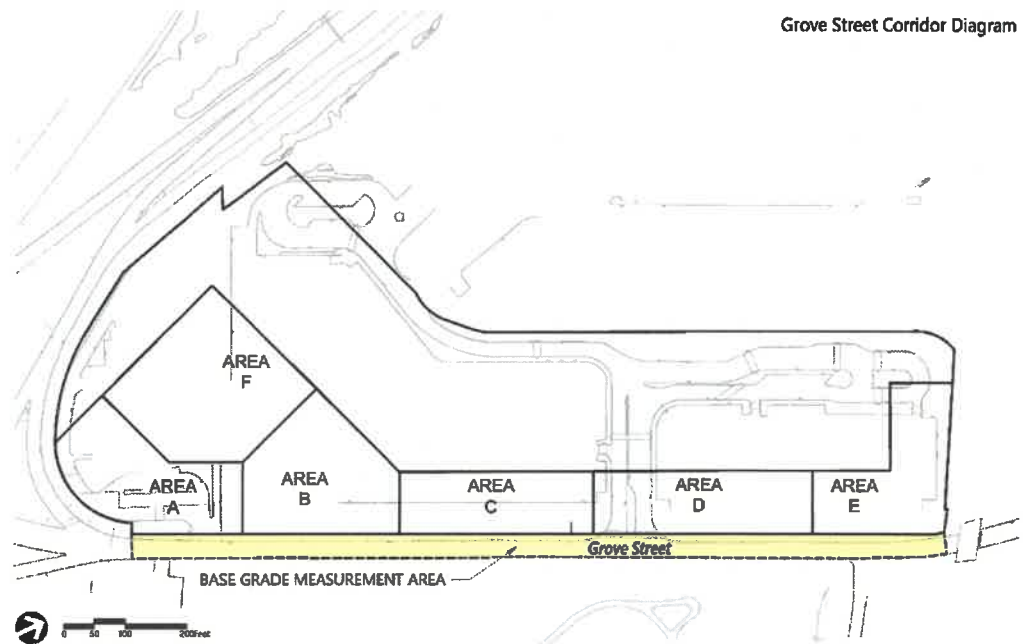 Grove Street Corridor Diagram
AREA
F
AREA
A
AREA
B
AREA
C
AREA
D
AREA
E
Grove Street
BASE GRADE MEASUREMENT AREA
0 50 100 200Feet